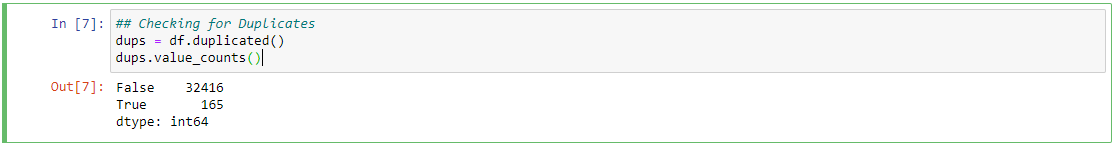 In [7]: ## Checking for Duplicates
dups = df.duplicated()
dups.value_counts()
Out[7]: False    32416
True       165
dtype: int64